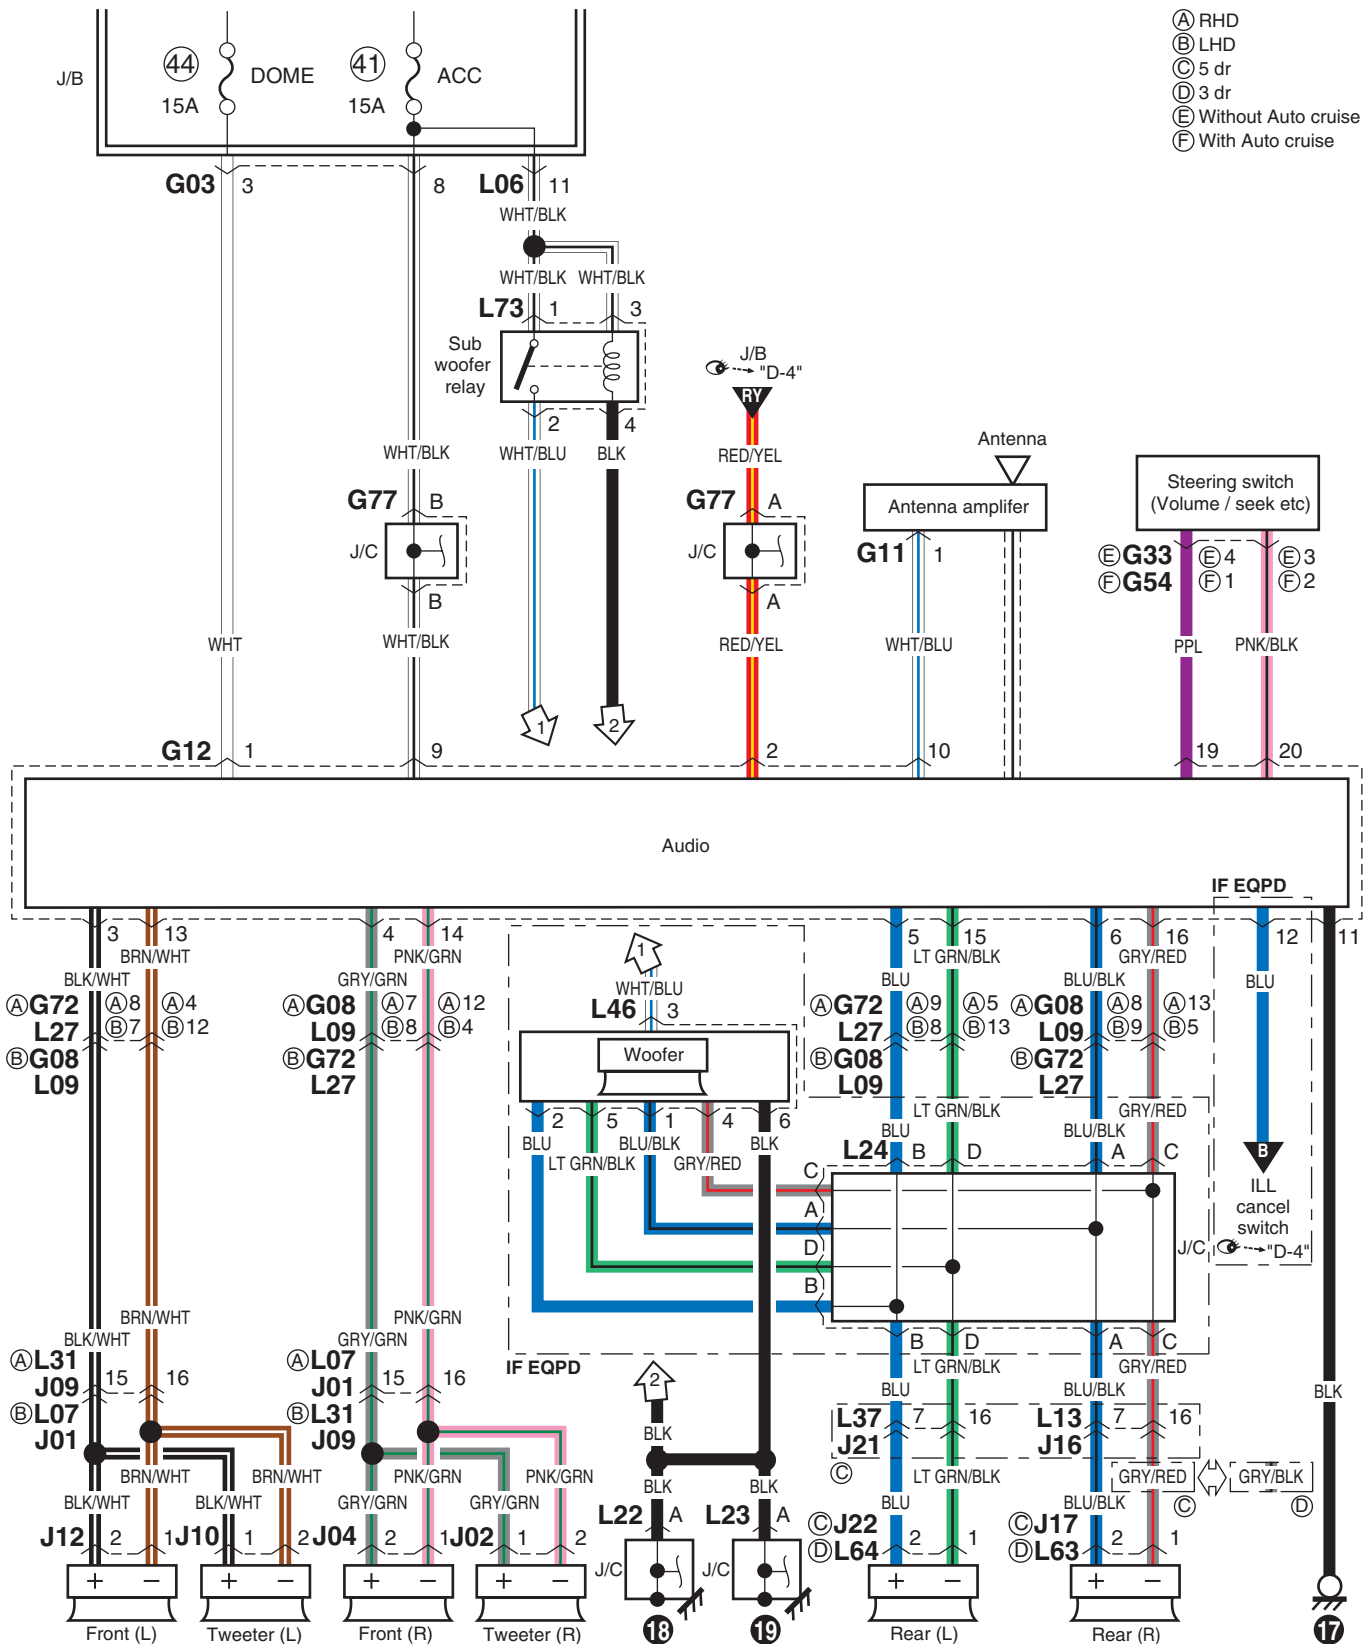 Ⓐ RHD
Ⓑ LHD
Ⓒ 5 dr
Ⓓ 3 dr
Ⓔ Without Auto cruise
Ⓕ With Auto cruise
J/B
44 DOME 41 ACC
15A 15A
G03 3 8 L06 11
WHT/BLK
WHT/BLK WHT/BLK
L73 1 3
Sub
woofer
relay
J/B
"D-4"
RY
2 4
WHT/BLK WHT/BLU BLK RED/YEL
Antenna
Steering switch
(Volume / seek etc)
Antenna amplifer
G77 B G77 A
J/C J/C
G11 1
ⒺG33 Ⓔ4 Ⓔ3
ⒻG54 Ⓕ1 Ⓕ2
B A
WHT WHT/BLK RED/YEL WHT/BLU PPL PNK/BLK
1 2
G12 1 9 2 10 19 20
Audio
IF EQPD
3 13 4 14 5 15 6 16 12 11
BRN/WHT PNK/GRN LT GRN/BLK GRY/RED
BLK/WHT GRY/GRN BLU BLU/BLK BLU
1
WHT/BLU
L46 3
Woofer
ⒶG72 Ⓐ8 Ⓐ4 ⒶG08 Ⓐ7 Ⓐ12 ⒶG72 Ⓐ9 Ⓐ5 ⒶG08 Ⓐ8 Ⓐ13
L27 Ⓑ7 Ⓑ12 L09 Ⓑ8 Ⓑ4 L27 Ⓑ8 Ⓑ13 L09 Ⓑ9 Ⓑ5
ⒷG08 ⒷG72 ⒷG08 ⒷG72
L09 L27 L09 L27
2 5 1 4 6
BLU BLU/BLK BLK
LT GRN/BLK GRY/RED
LT GRN/BLK GRY/RED
BLU BLU/BLK
L24 B D A C
C
A
D
B
J/C
B
ILL
cancel
switch
"D-4"
B D A C
IF EQPD
BRN/WHT PNK/GRN
BLK/WHT GRY/GRN
LT GRN/BLK GRY/RED
BLU BLU/BLK
BLK
ⒶL31 ⒶL07
J09 15 16 J01 15 16
ⒷL07 ⒷL31
J01 J09
2
BLK
L37 7 16 L13 7 16
J21 J16
Ⓒ
BRN/WHT BRN/WHT PNK/GRN PNK/GRN
BLK/WHT BLK/WHT GRY/GRN GRY/GRN
BLK BLK
LT GRN/BLK GRY/RED GRY/BLK
BLU BLU/BLK Ⓒ Ⓓ
L22 A L23 A
J/C J/C
J12 2 1 J10 1 2 J04 2 1 J02 1 2
ⒸJ22 2 1 ⒸJ17 2 1
ⒹL64 ⒹL63
+ − + − + − + − + − + −
Front (L) Tweeter (L) Front (R) Tweeter (R) 18 19 Rear (L) Rear (R) 17